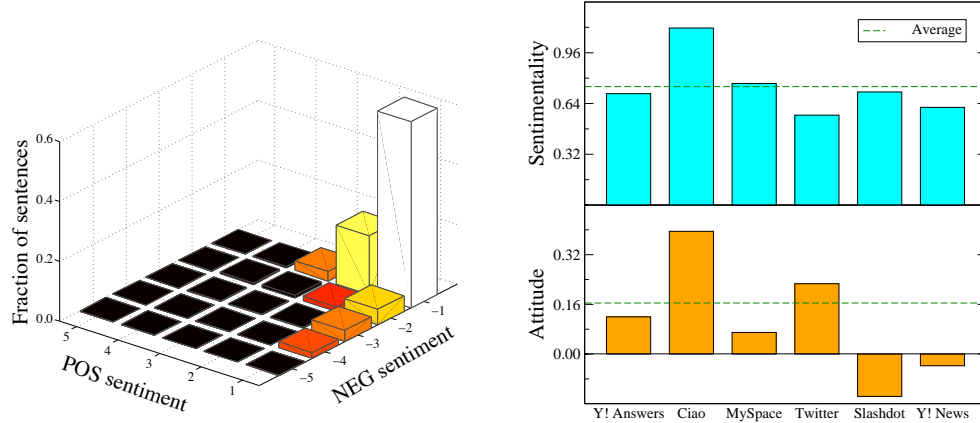 Fraction of sentences
0.6
0.4
0.2
0.0
5
4
3
2
1
POS sentiment
−5
−4
−3
−2
−1
NEG sentiment
Average
Sentimentality
0.96
0.64
0.32
Attitude
0.32
0.16
0.00
Y! Answers Ciao MySpace Twitter Slashdot Y! News